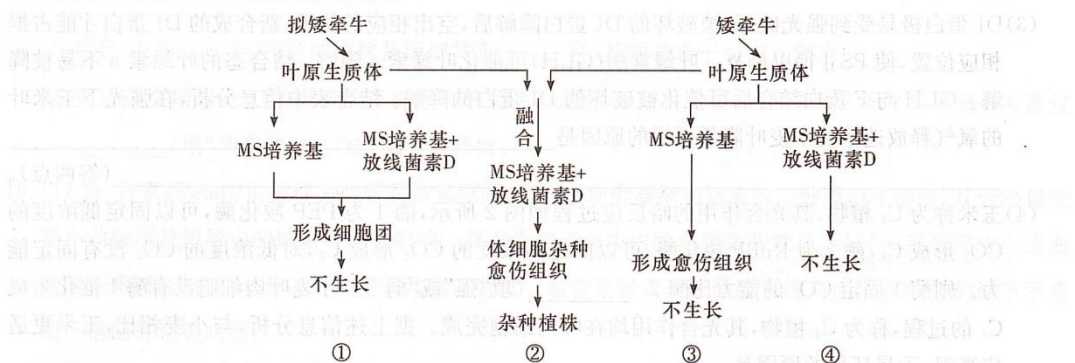 拟矮牵牛
矮牵牛
叶原生质体
叶原生质体
融合
MS培养基
MS培养基+
放线菌素D
MS培养基
MS培养基+
放线菌素D
MS培养基+
放线菌素D
形成细胞团
体细胞杂种
愈伤组织
形成愈伤组织
不生长
不生长
不生长
杂种植株
① ② ③ ④